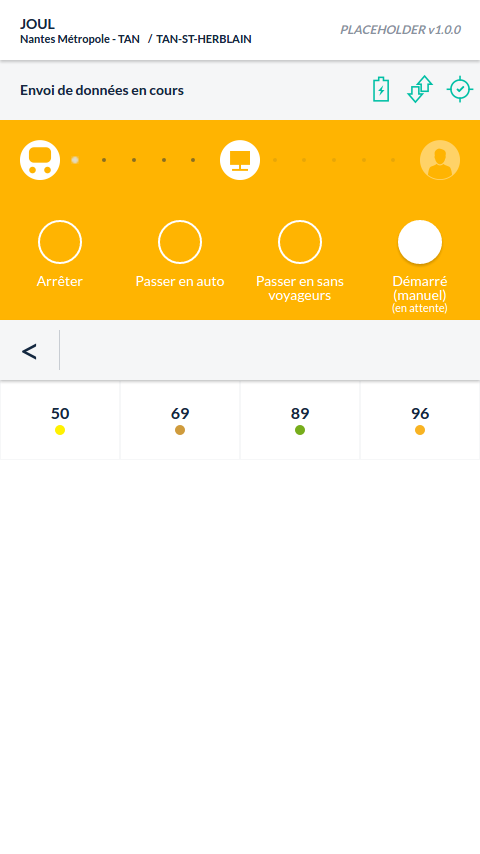 JOUL
Nantes Métropole - TAN / TAN-ST-HERBLAIN
PLACEHOLDER v1.0.0
Envoi de données en cours
Arrêter
Passer en auto
Passer en sans
voyageurs
Démarré
(manuel)
(en attente)
<
50
69
89
96